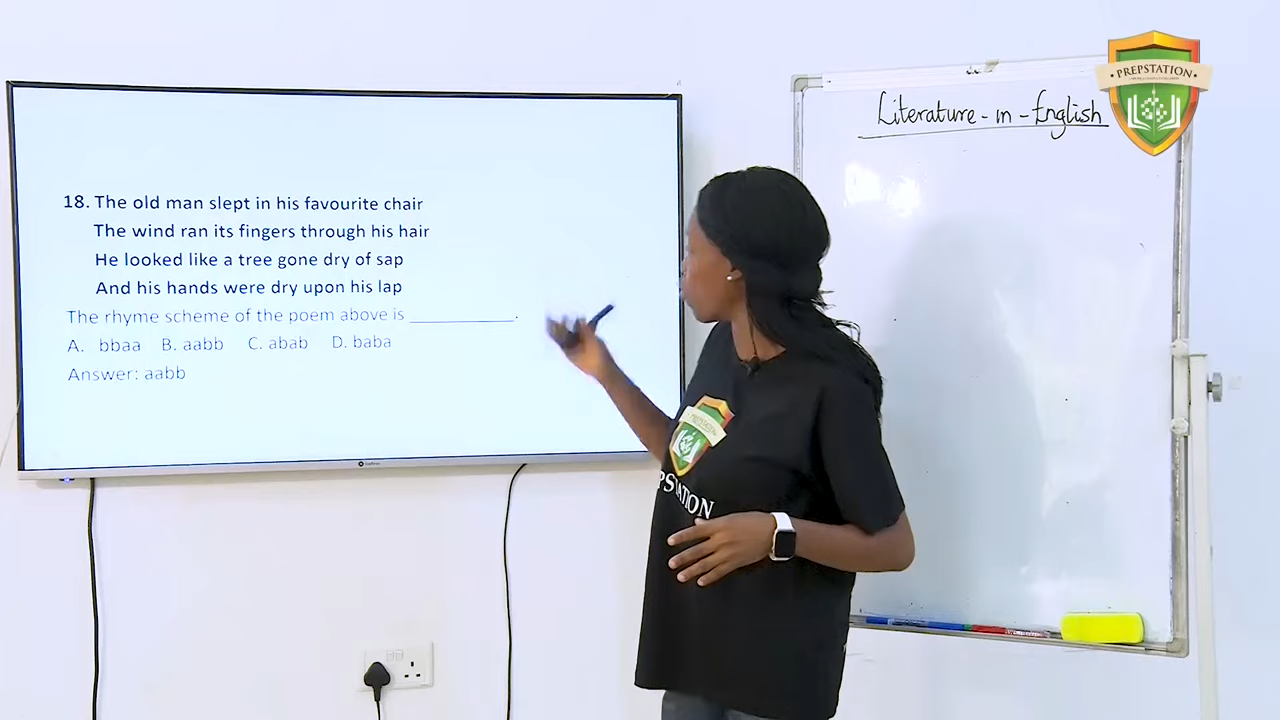 18. The old man slept in his favourite chair
The wind ran its fingers through his hair
He looked like a tree gone dry of sap
And his hands were dry upon his lap
The rhyme scheme of the poem above is ____________.
A. bbaa B. aabb C. abab D. baba
Answer: aabb
Literature-in-English
PREPSTATION
PSTATION